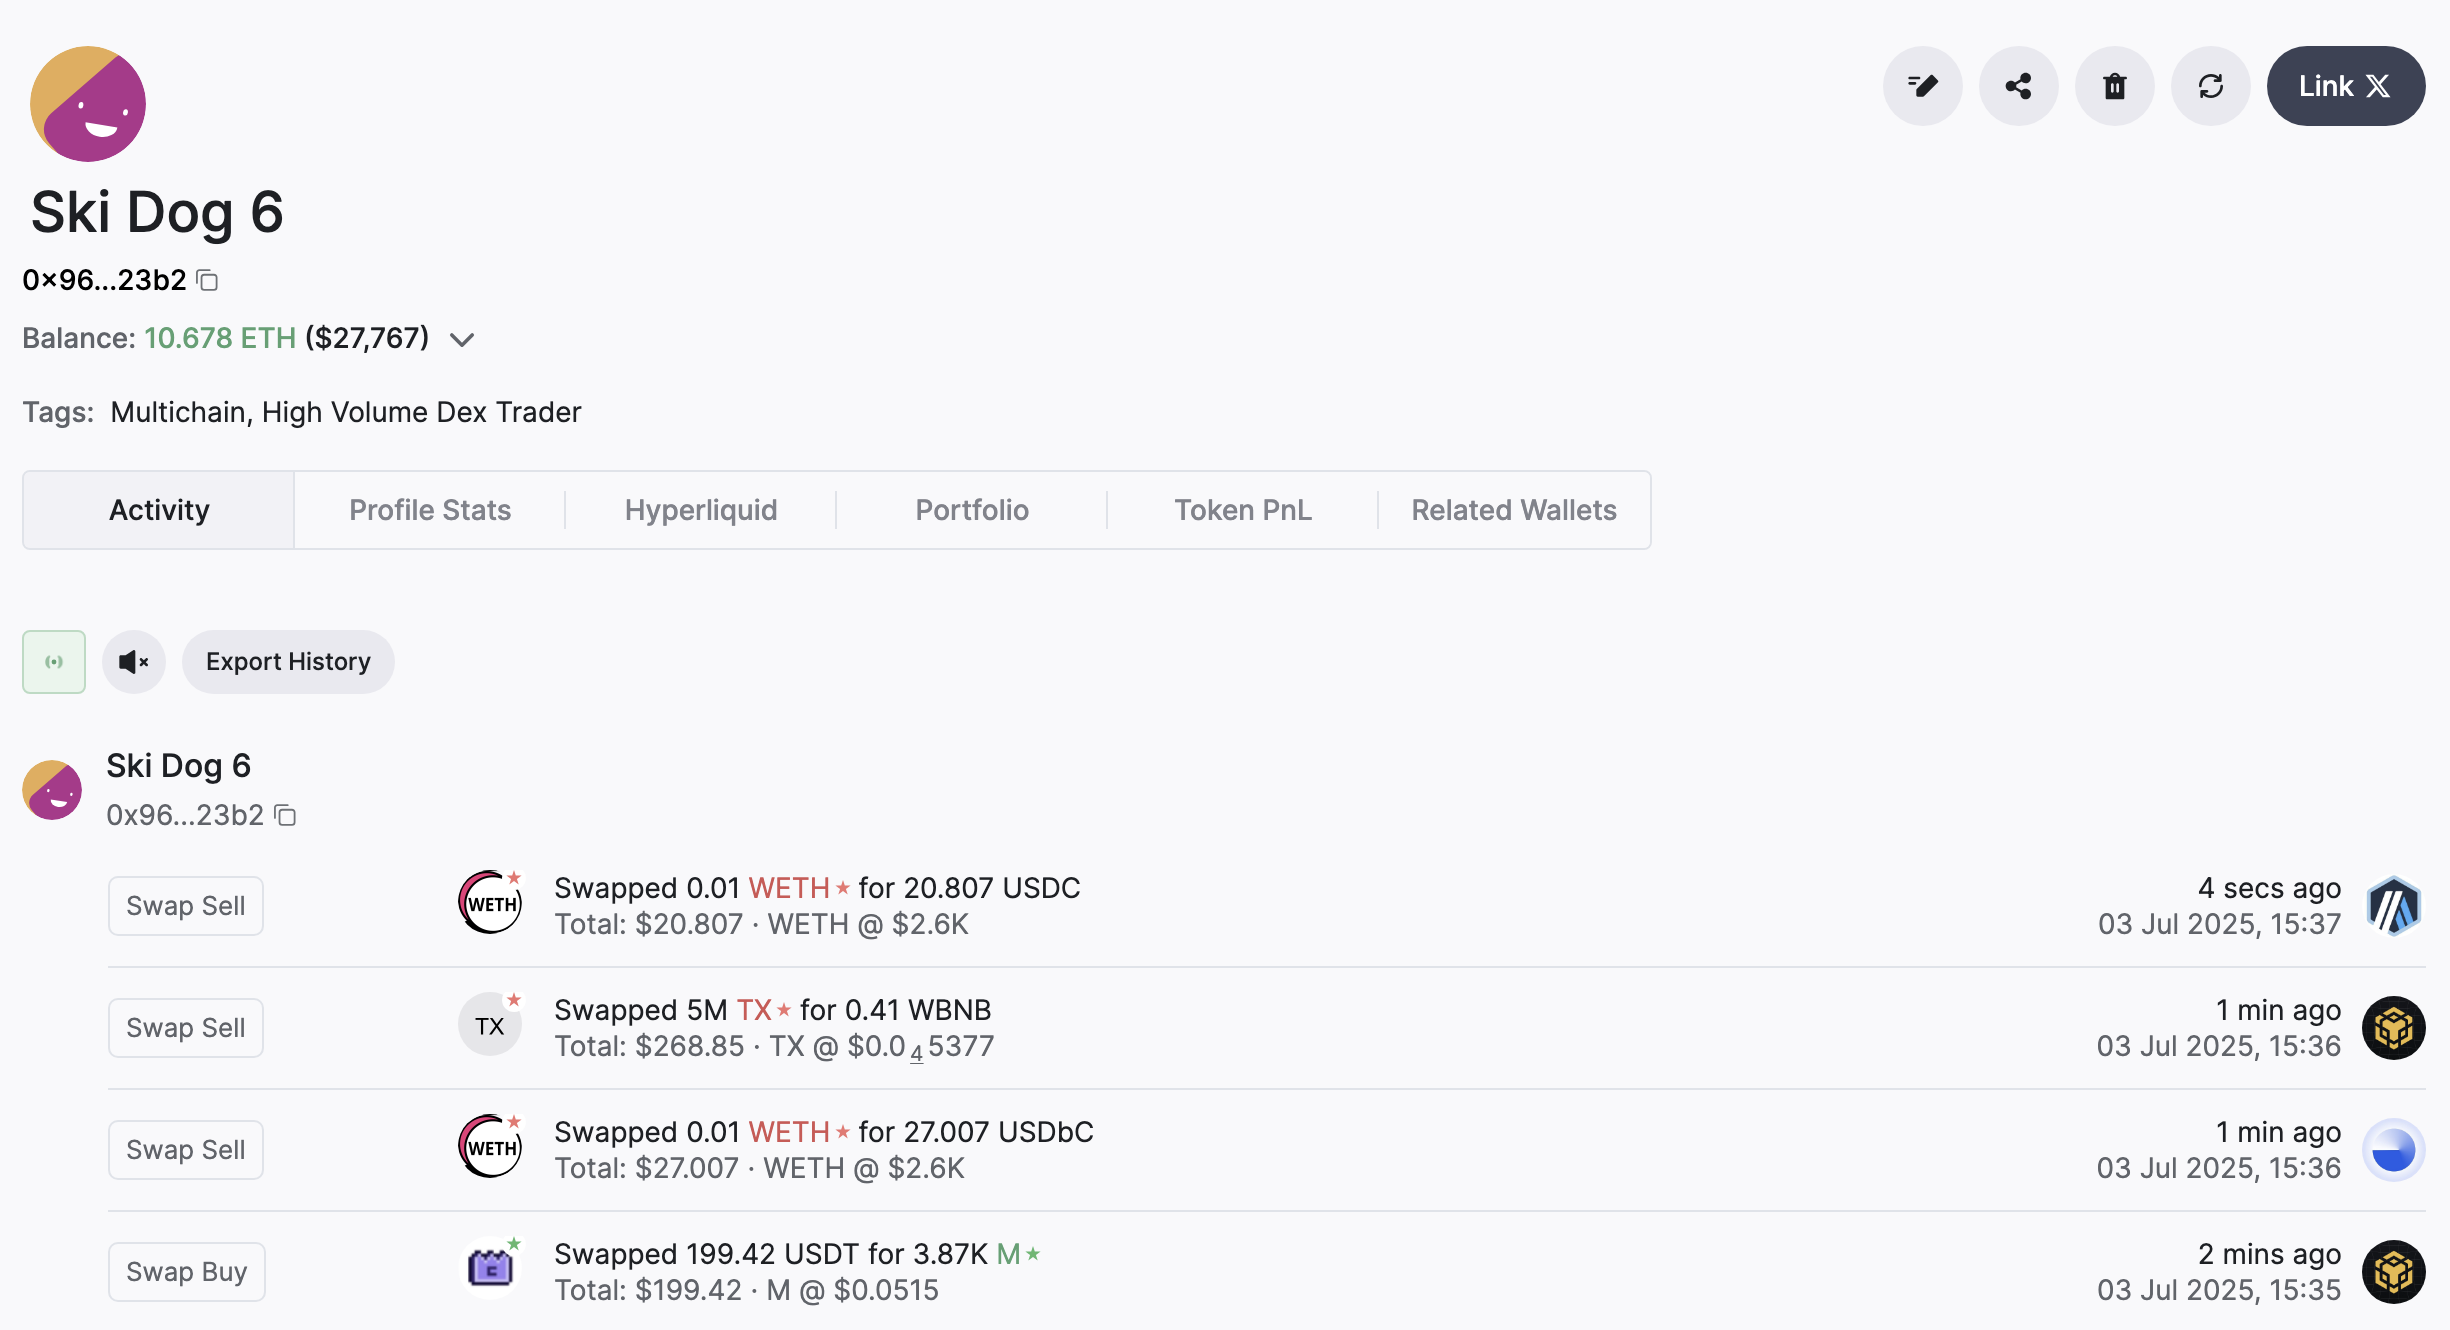 Link X
Ski Dog 6
0×96...23b2
Balance: 10.678 ETH ($27,767)
Tags: Multichain, High Volume Dex Trader
Activity
Profile Stats
Hyperliquid
Portfolio
Token PnL
Related Wallets
Export History
Ski Dog 6
0x96...23b2
Swap Sell
WETH
Swapped 0.01 WETH for 20.807 USDC
Total: $20.807 · WETH @ $2.6K
4 secs ago
03 Jul 2025, 15:37
Swap Sell
TX
Swapped 5M TX for 0.41 WBNB
Total: $268.85 · TX @ $0.0₄5377
1 min ago
03 Jul 2025, 15:36
Swap Sell
WETH
Swapped 0.01 WETH for 27.007 USDbC
Total: $27.007 · WETH @ $2.6K
1 min ago
03 Jul 2025, 15:36
Swap Buy
Swapped 199.42 USDT for 3.87K M
Total: $199.42 · M @ $0.0515
2 mins ago
03 Jul 2025, 15:35